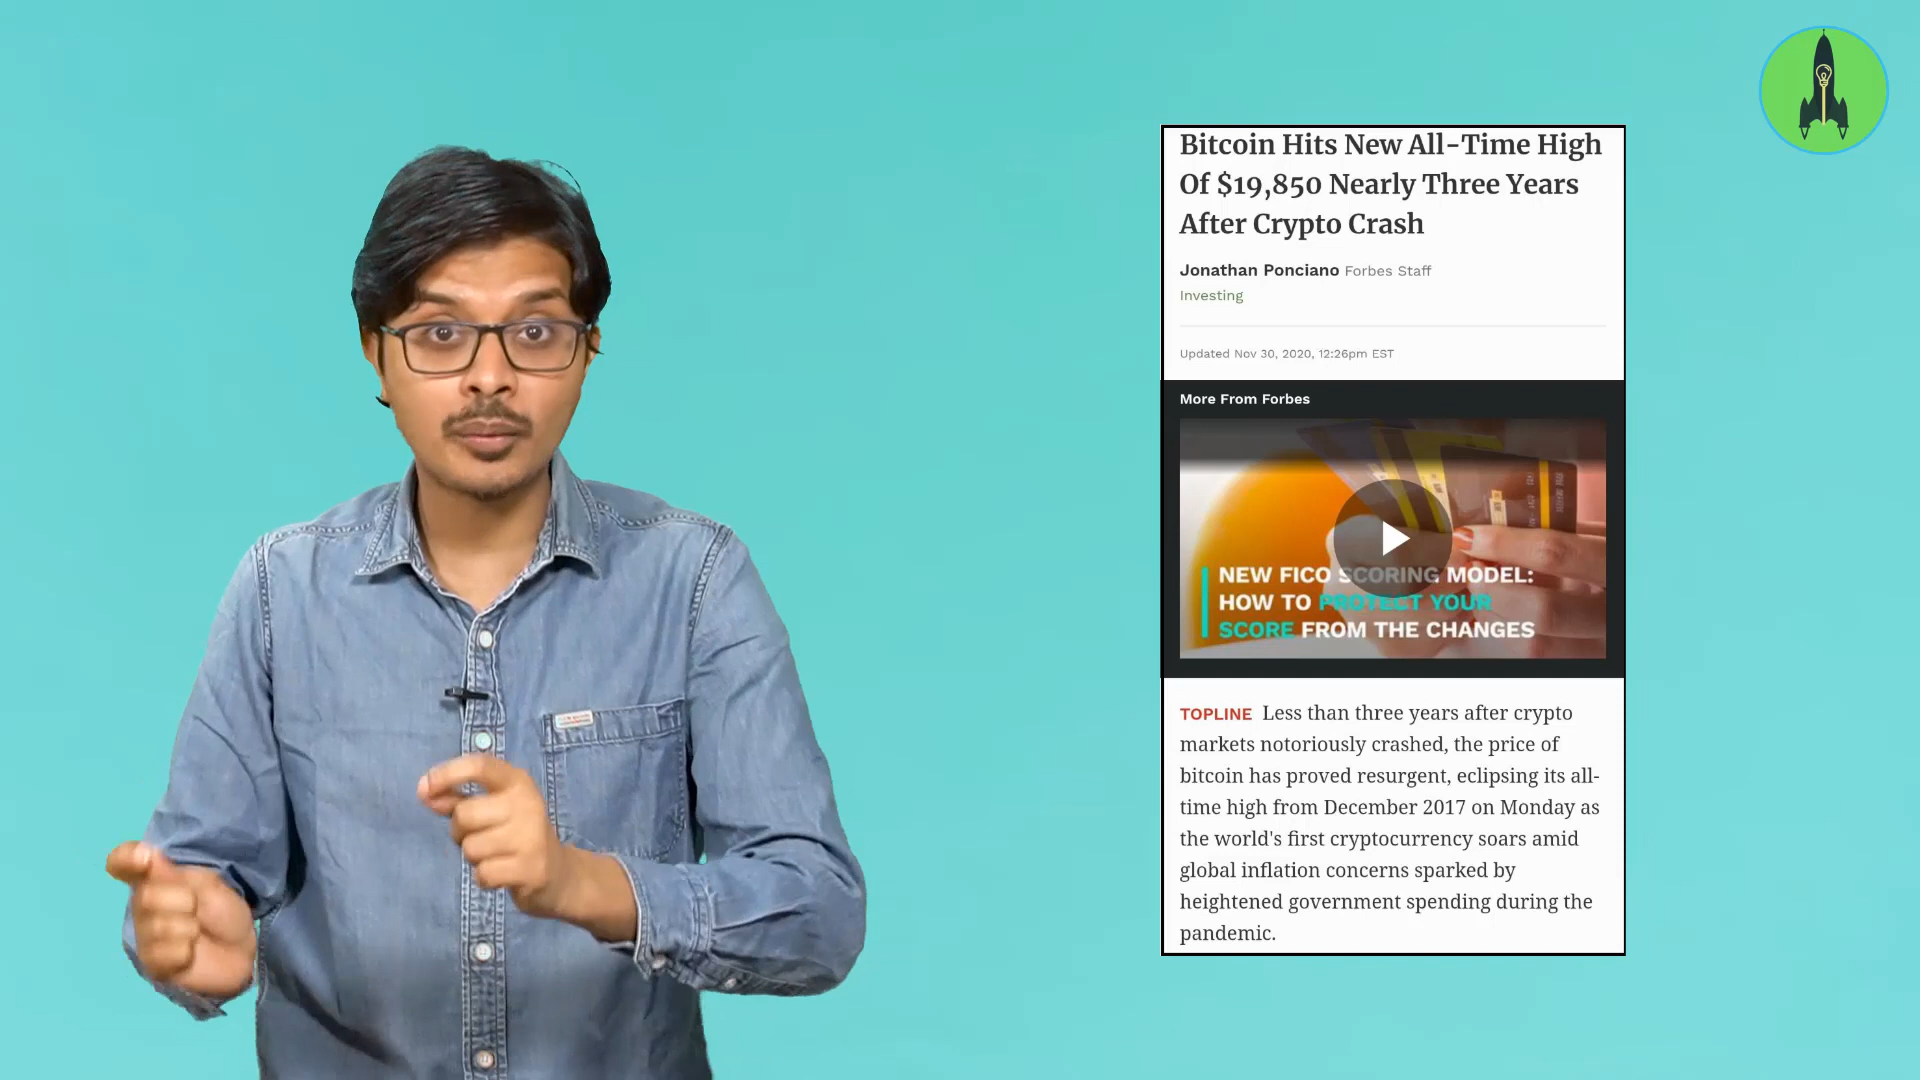 Bitcoin Hits New All-Time High
Of $19,850 Nearly Three Years
After Crypto Crash
Jonathan Ponciano Forbes Staff
Investing
Updated Nov 30, 2020, 12:26pm EST
More From Forbes
NEW FICO SCORING MODEL:
HOW TO PROTECT YOUR
SCORE FROM THE CHANGES
TOPLINE Less than three years after crypto
markets notoriously crashed, the price of
bitcoin has proved resurgent, eclipsing its all-
time high from December 2017 on Monday as
the world's first cryptocurrency soars amid
global inflation concerns sparked by
heightened government spending during the
pandemic.